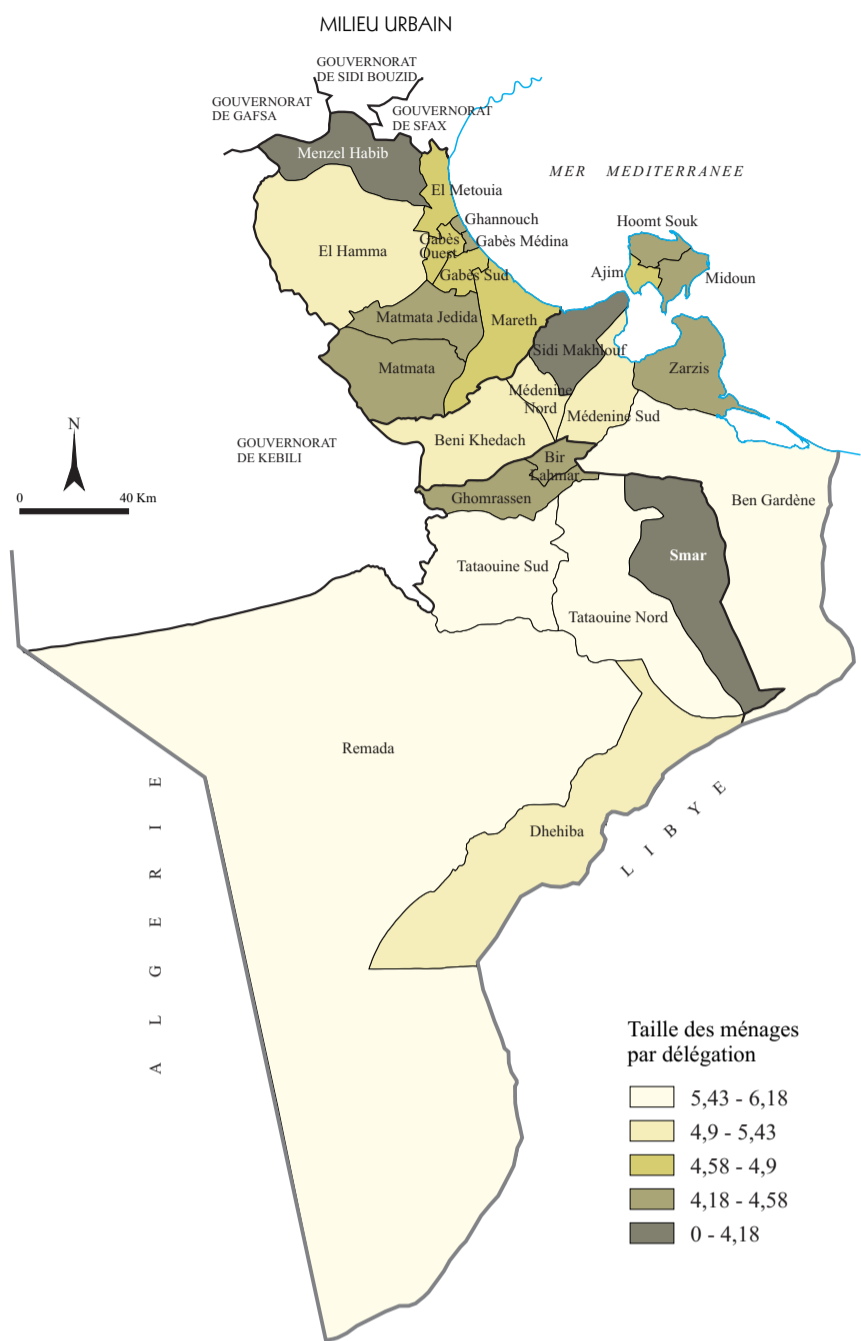 MILIEU URBAIN
GOUVERNORAT
DE SIDI BOUZID
GOUVERNORAT
DE GAFSA
GOUVERNORAT
DE SFAX
Menzel Habib
MER MEDITERRANEE
El Metouia
Ghannouch
Hoomt Souk
El Hamma
Gabès
Ouest
Gabès Médina
Gabès Sud
Ajim
Midoun
Matmata Jedida
Mareth
Sidi Makhlouf
Matmata
Zarzis
Médenine
Nord
Médenine Sud
N
GOUVERNORAT
DE KEBILI
Beni Khedach
Bir
Lahmar
0 40 Km
Ghomrassen
Ben Gardène
Smar
Tataouine Sud
Tataouine Nord
Remada
ALGERIE
Dhehiba
LIBYE
Taille des ménages
par délégation
5,43 - 6,18
4,9 - 5,43
4,58 - 4,9
4,18 - 4,58
0 - 4,18